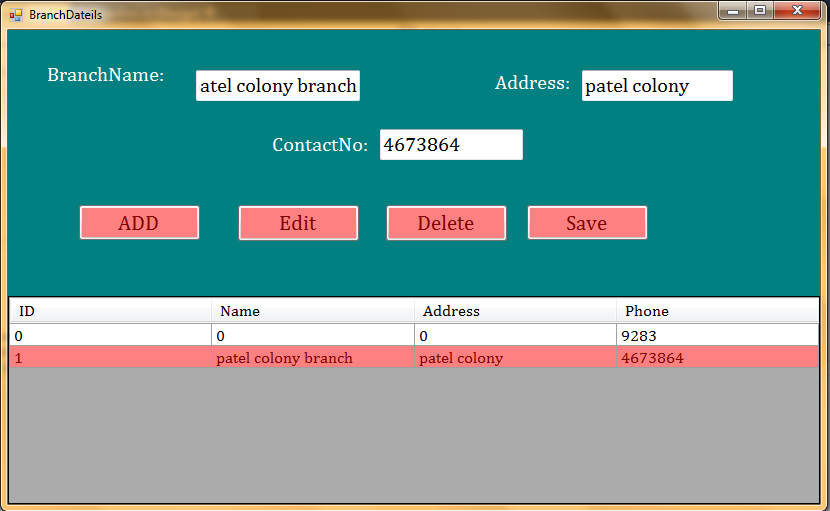 BranchDateils
BranchName: atel colony branch Address: patel colony
ContactNo: 4673864
ADD Edit Delete Save
ID Name Address Phone
0 0 0 9283
1 patel colony branch patel colony 4673864